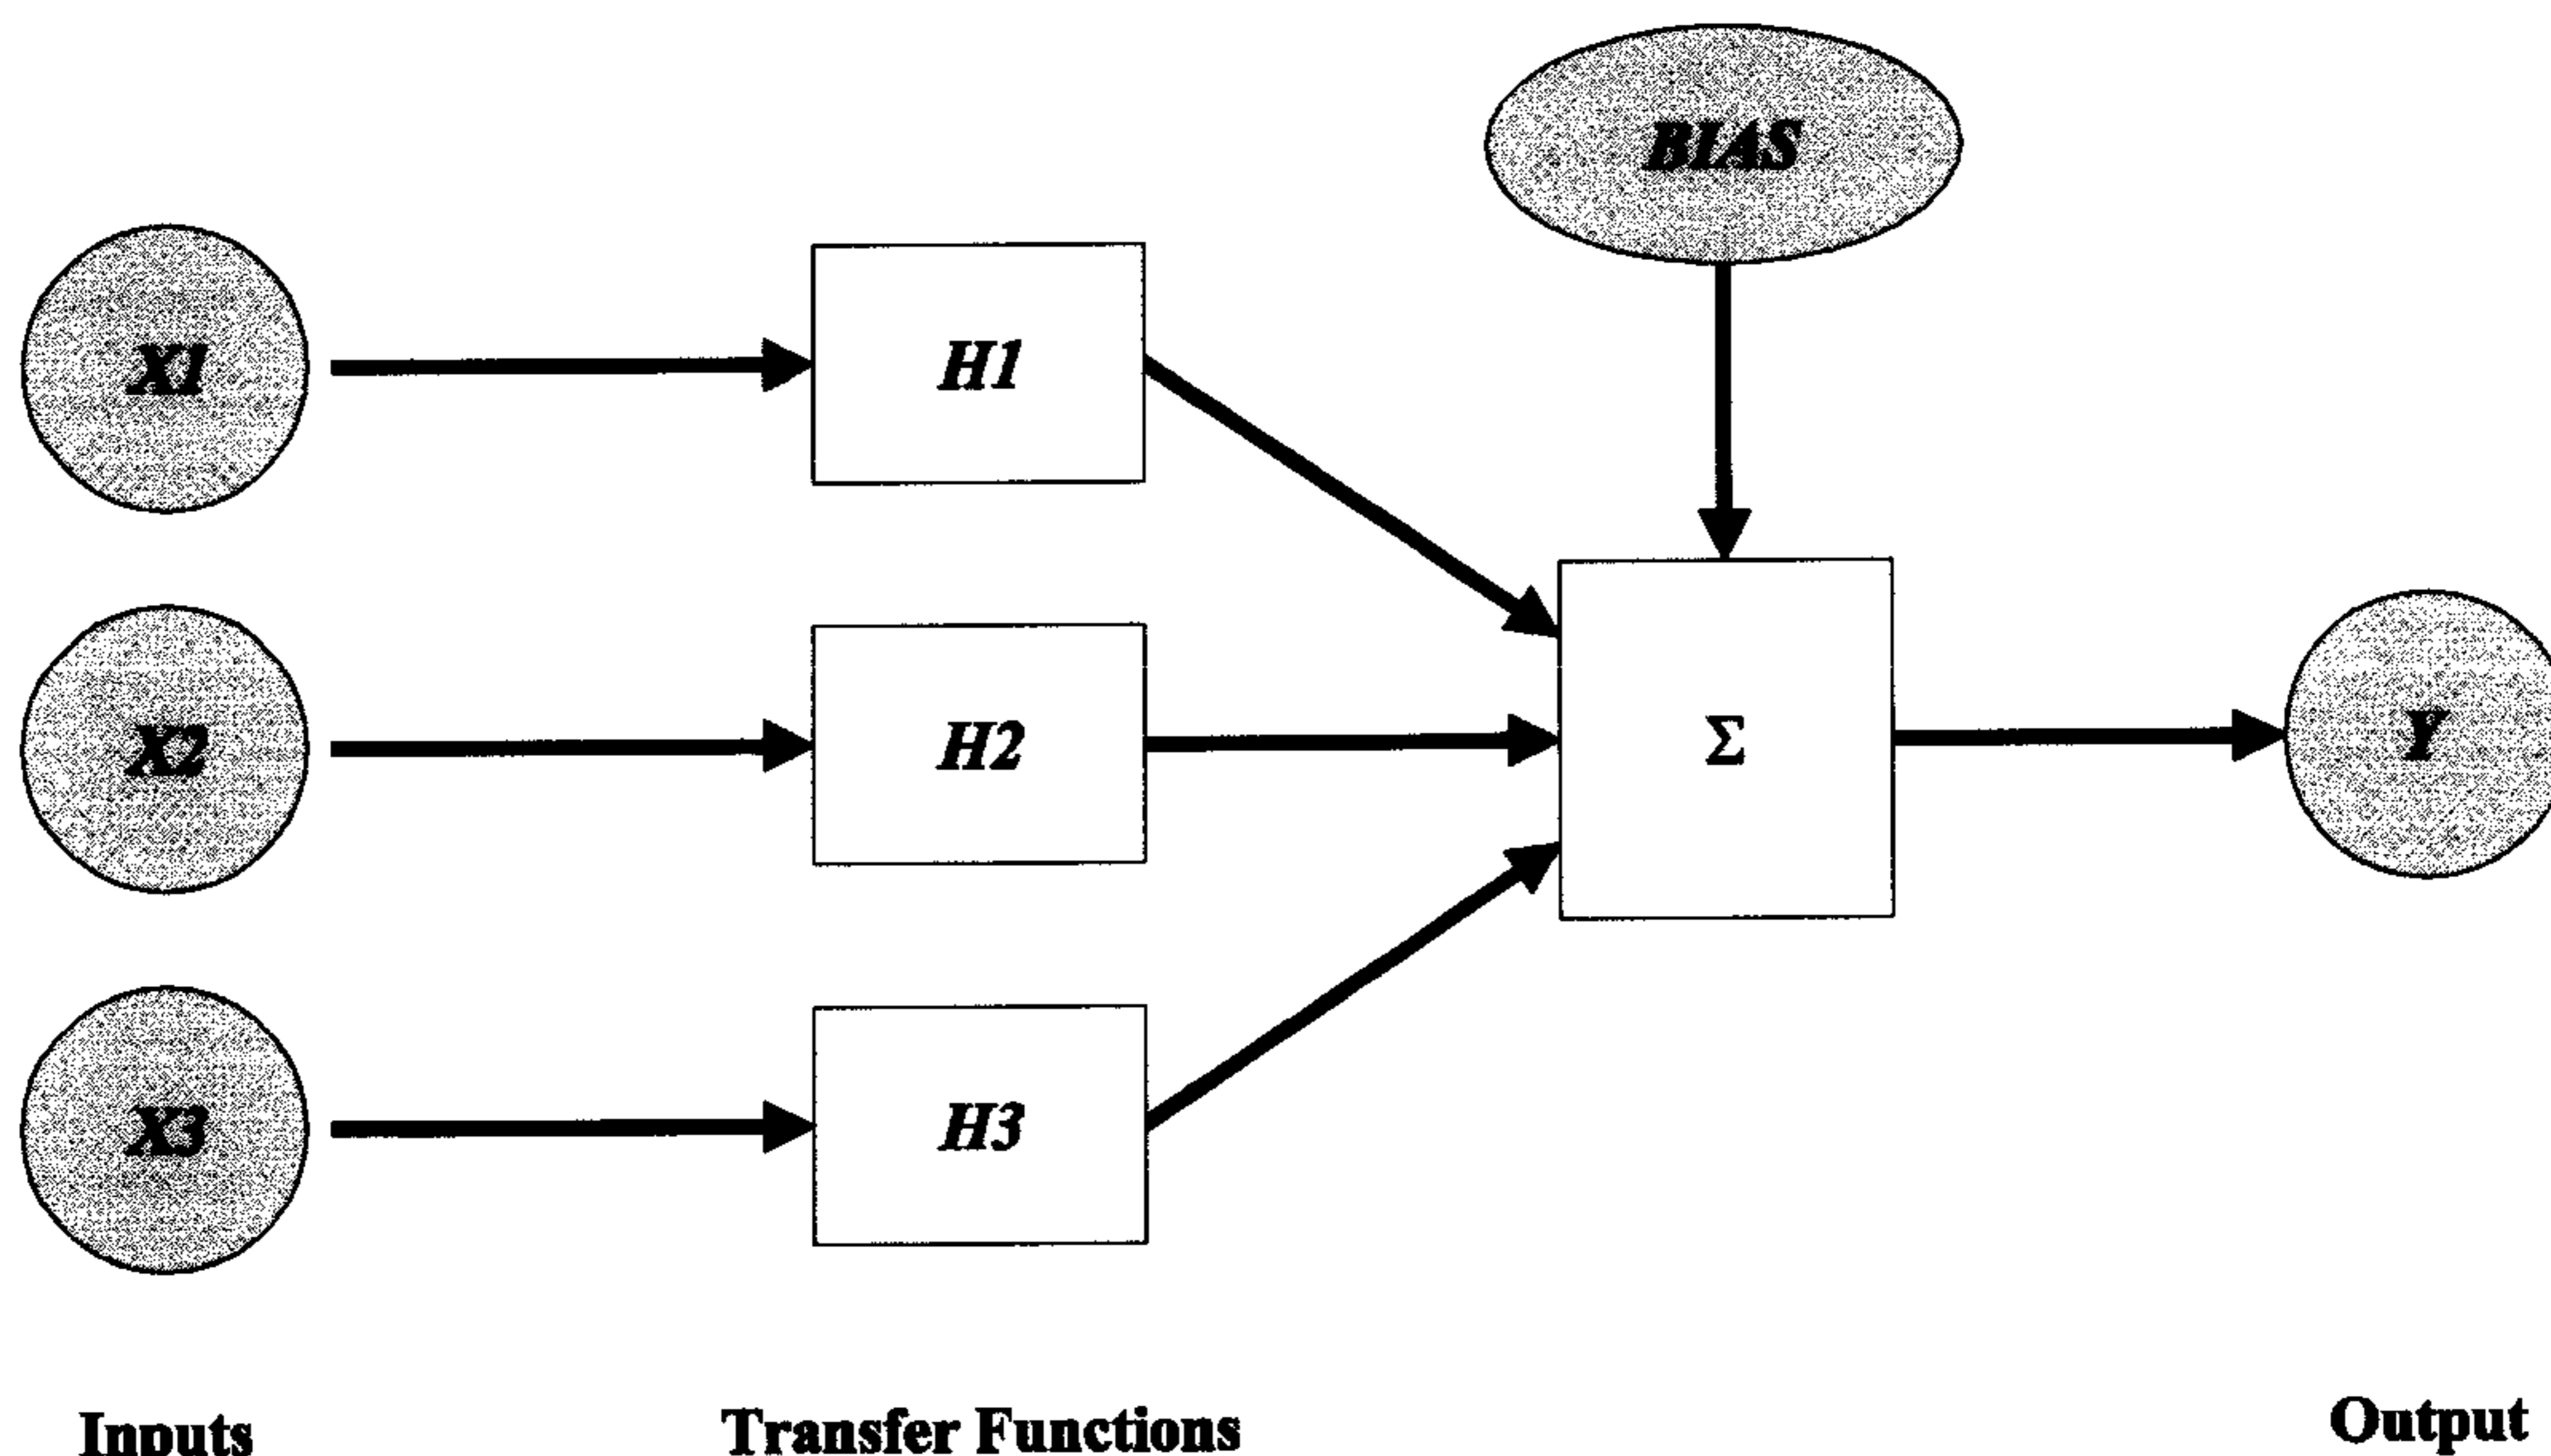 BIAS
X1
H1
X2
H2
Σ
Y
X3
H3
Inputs
Transfer Functions
Output